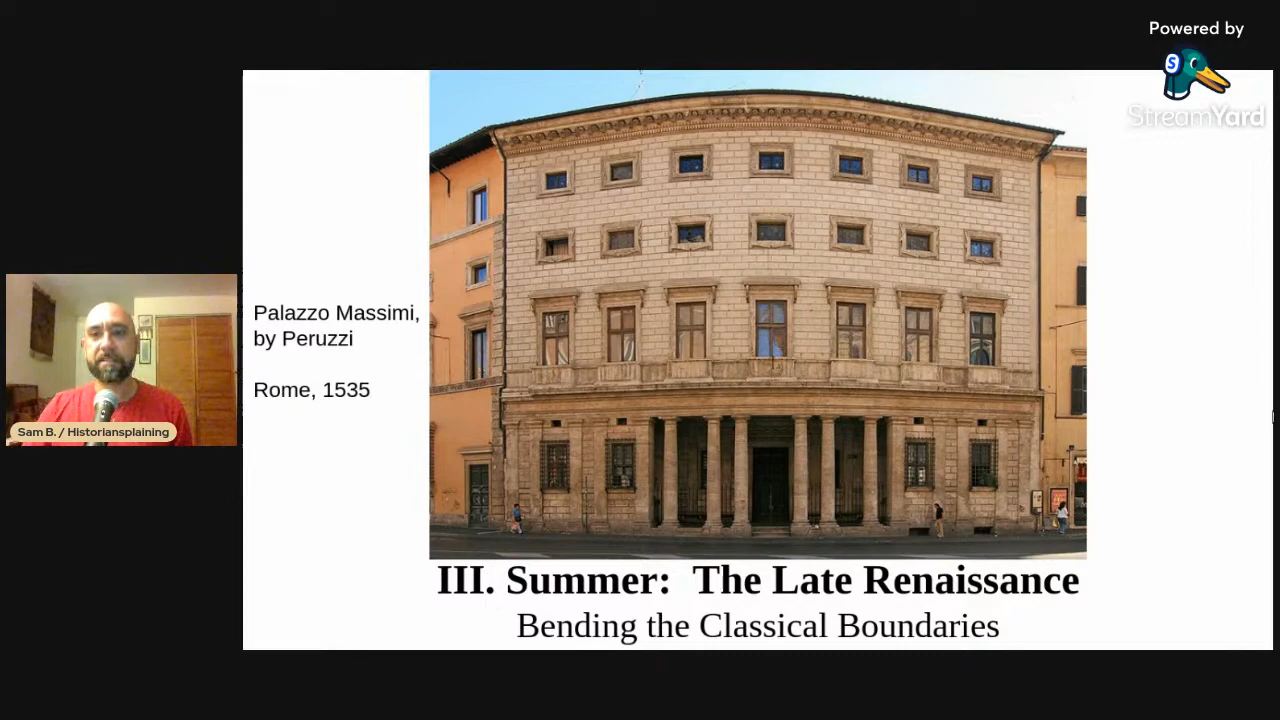 Powered by
S
StreamYard
Palazzo Massimi,
by Peruzzi
Rome, 1535
Sam B. / Historiansplaining
III. Summer: The Late Renaissance
Bending the Classical Boundaries